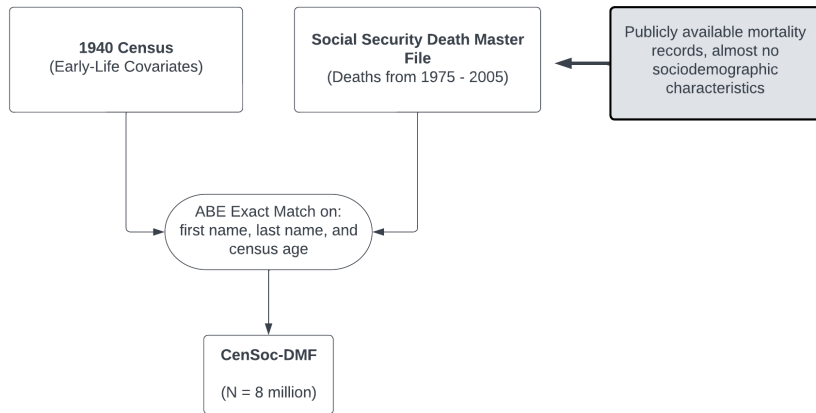 1940 Census
(Early-Life Covariates)
Social Security Death Master
File
(Deaths from 1975 - 2005)
Publicly available mortality
records, almost no
sociodemographic
characteristics
ABE Exact Match on:
first name, last name, and
census age
CenSoc-DMF
(N = 8 million)